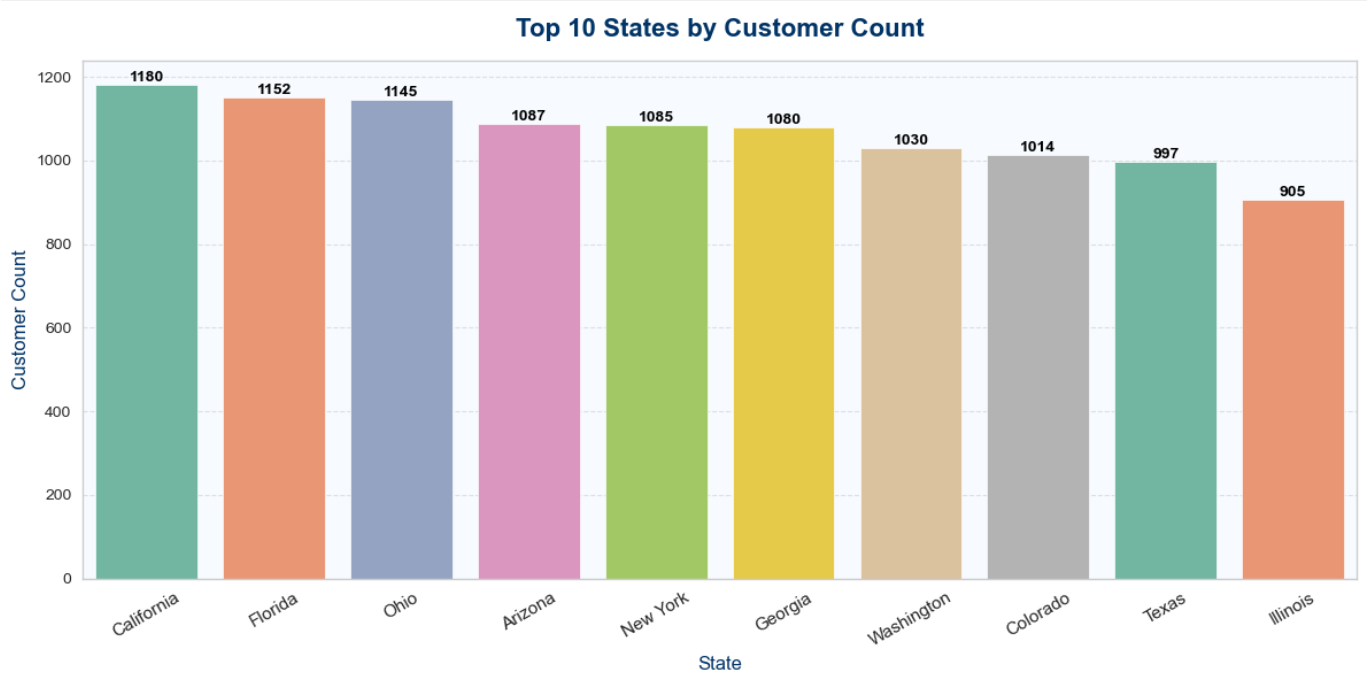 Top 10 States by Customer Count
1200
1000
800
600
400
200
0
Customer Count
1180
1152
1145
1087
1085
1080
1030
1014
997
905
California
Florida
Ohio
Arizona
New York
Georgia
Washington
Colorado
Texas
Illinois
State